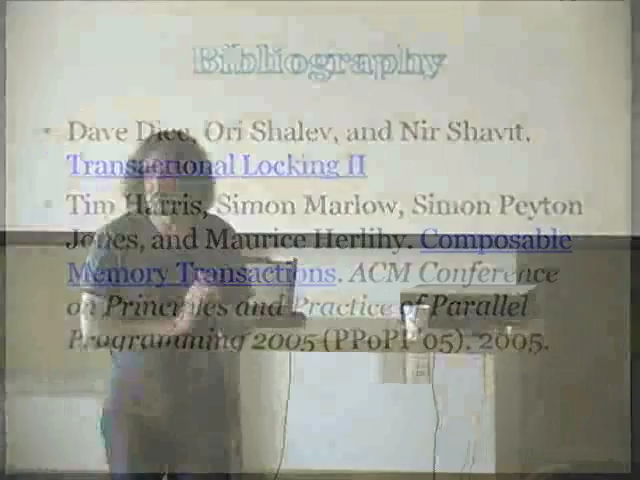 Bibliography
• Dave Dice, Ori Shalev, and Nir Shavit.
Transactional Locking II
• Tim Harris, Simon Marlow, Simon Peyton
Jones, and Maurice Herlihy. Composable
Memory Transactions. ACM Conference
on Principles and Practice of Parallel
Programming 2005 (PPoPP'05). 2005.